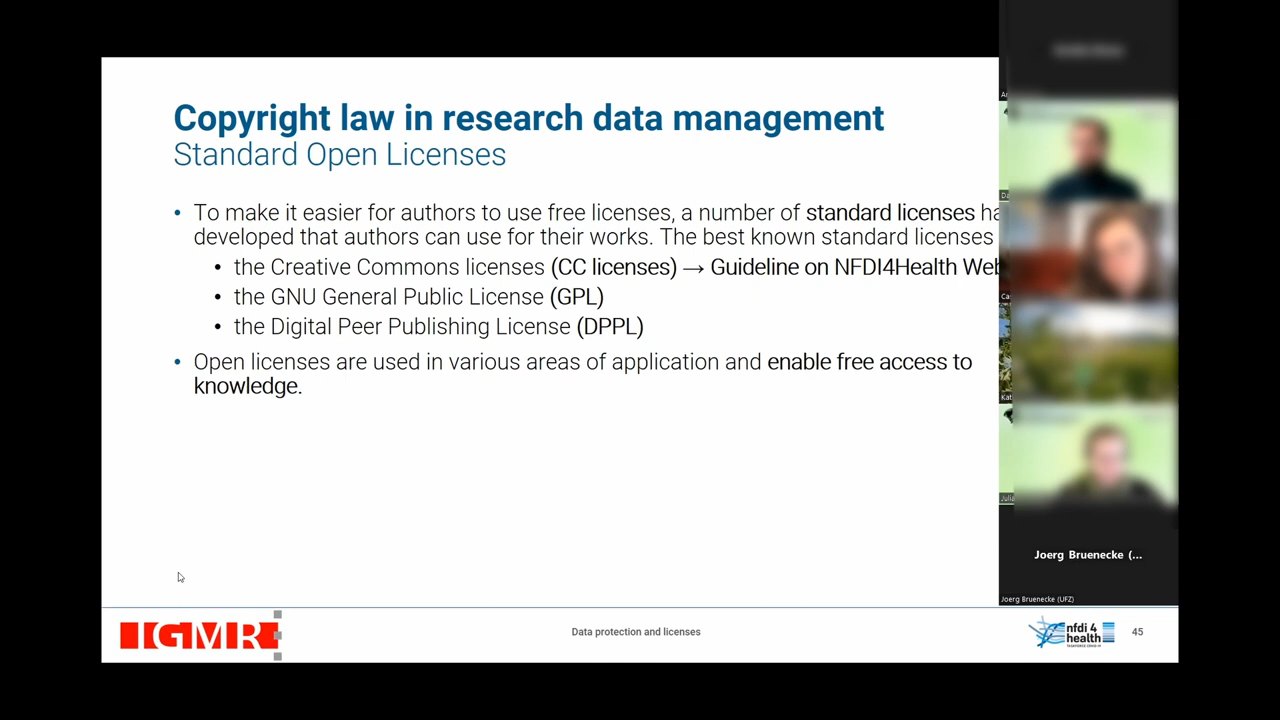 Copyright law in research data management
Standard Open Licenses
• To make it easier for authors to use free licenses, a number of standard licenses ha
developed that authors can use for their works. The best known standard licenses
• the Creative Commons licenses (CC licenses) → Guideline on NFDI4Health Web
• the GNU General Public License (GPL)
• the Digital Peer Publishing License (DPPL)
• Open licenses are used in various areas of application and enable free access to
knowledge.
Joerg Bruenecke (...
Joerg Bruenecke (UFZ)
IGMR
Data protection and licenses
nfdi 4
health
TASKFORCE COVID-19
45